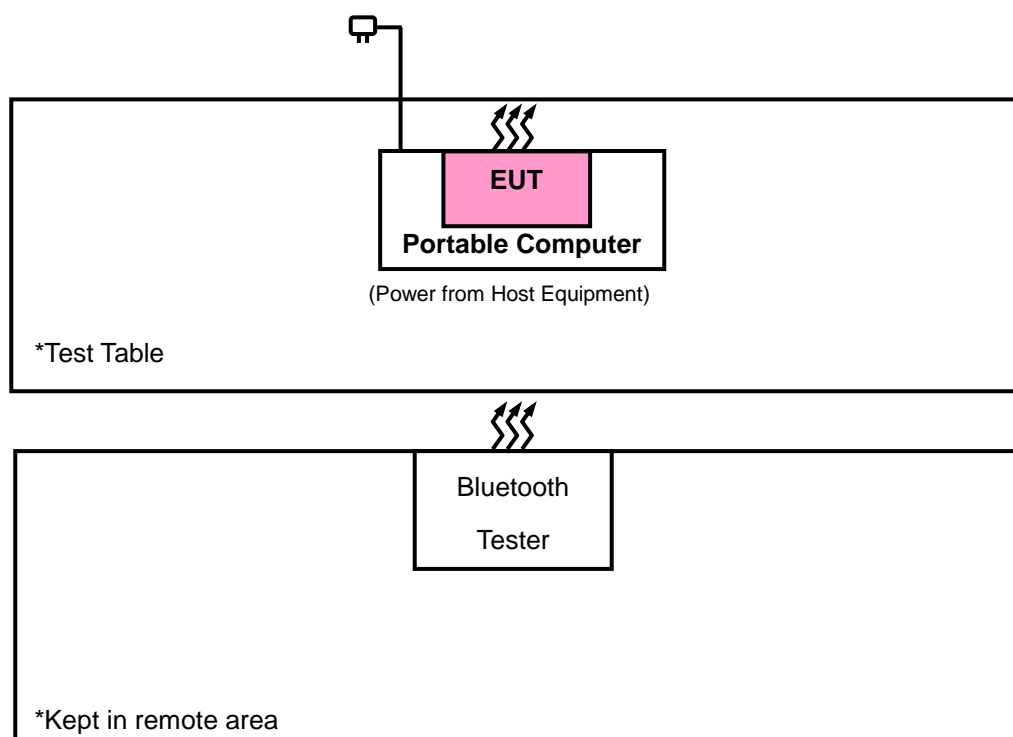 EUT
Portable Computer
(Power from Host Equipment)
*Test Table
Bluetooth
Tester
*Kept in remote area